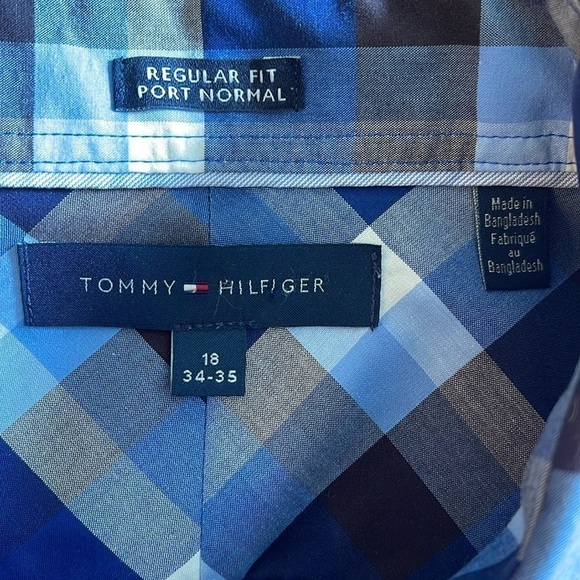 REGULAR FIT
PORT NORMAL
Made in
Bangladesh
Fabriqué
au
Bangladesh
TOMMY HILFIGER
18
34-35